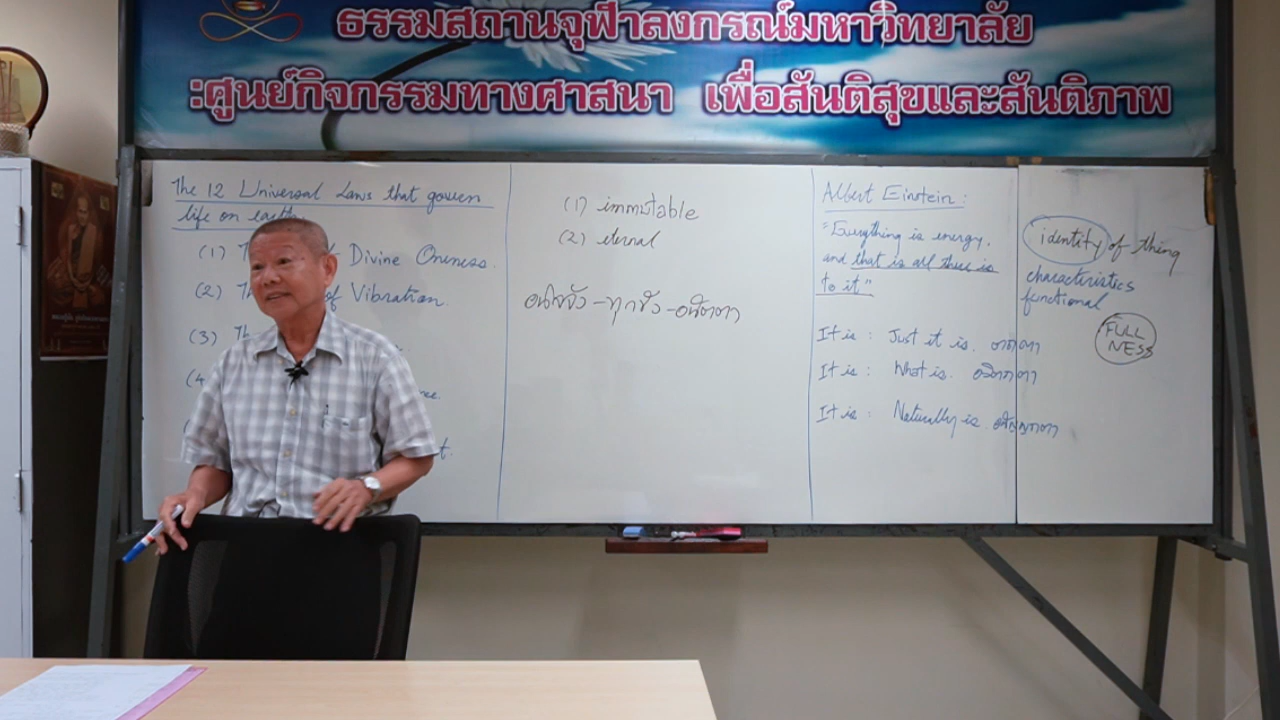 ธรรมสถานจุฬาลงกรณ์มหาวิทยาลัย
:ศูนย์กิจกรรมทางศาสนา เพื่อสันติสุขและสันติภาพ
The 12 Universal Laws that govern
life on earth
(1) of Divine Oneness.
(2) of Vibration.
(3)
(4
(1) immutable
(2) eternal
อนิจจัง-ทุกขัง-อนัตตา
Albert Einstein:
"Everything is energy,
and that is all there is
to it"
It is : Just it is.
It is : What is.
It is : Naturally is.
identity of thing
characteristics
functional
FULL
NESS